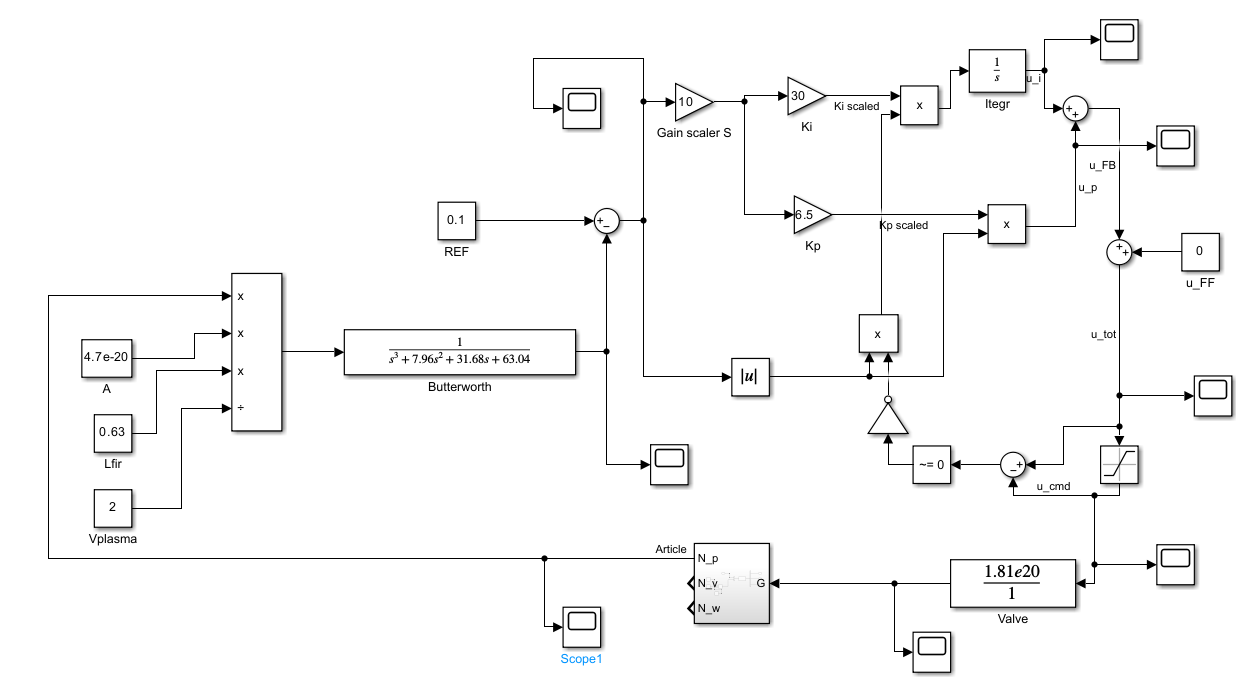 1
s
Itegr
u_i
10
Gain scaler S
30
Ki
Ki scaled
x
+
+
u_FB
u_p
6.5
Kp
Kp scaled
x
0.1
REF
+
−
+
+
0
u_FF
u_tot
x
x
x
÷
4.7e-20
A
0.63
Lfir
2
Vplasma
1
s³ + 7.96s² + 31.68s + 63.04
Butterworth
|u|
x
~= 0
−
+
u_cmd
Article
N_p
N_v
N_w
G
1.81e20
1
Valve
Scope1